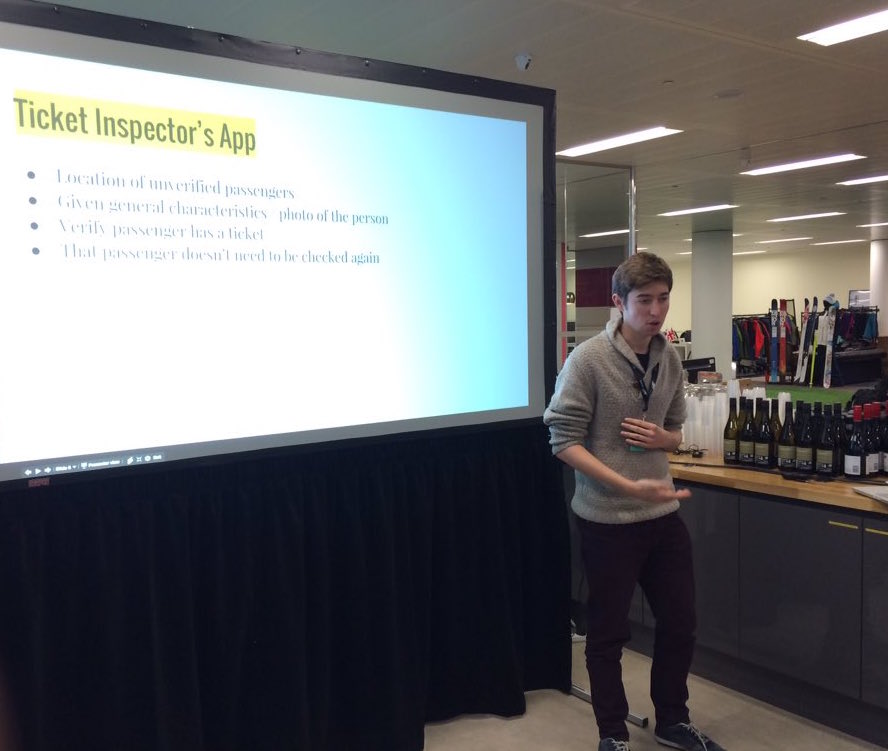 Ticket Inspector's App
Location of unverified passengers
Given general characteristics photo of the person
Verify passenger has a ticket
That passenger doesn't need to be checked again